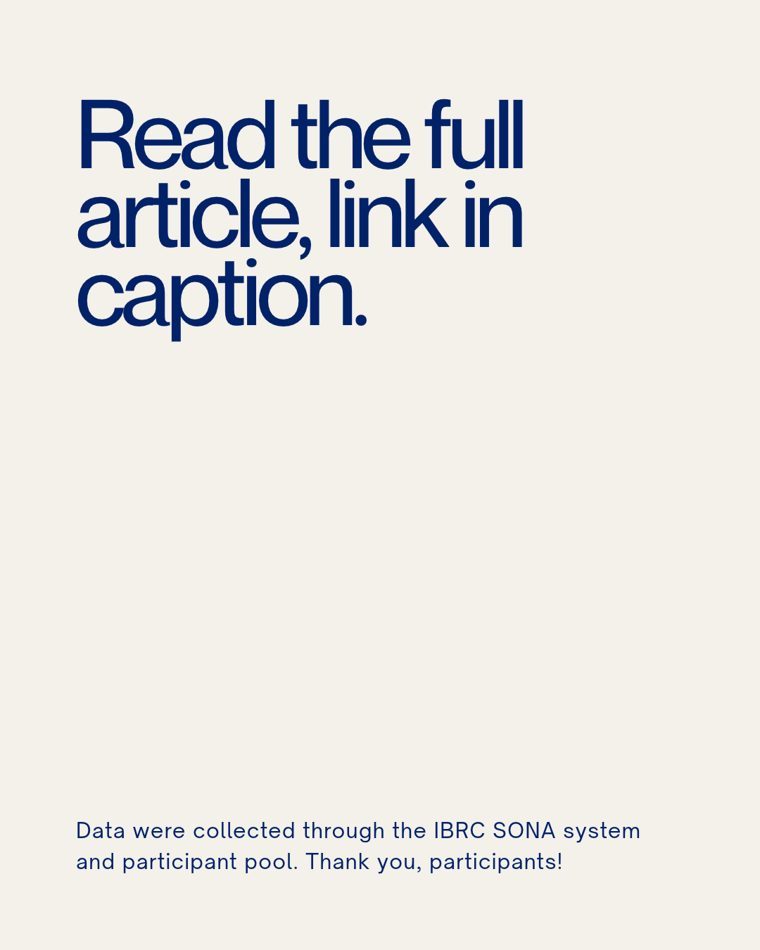 Read the full
article, link in
caption.
Data were collected through the IBRC SONA system
and participant pool. Thank you, participants!